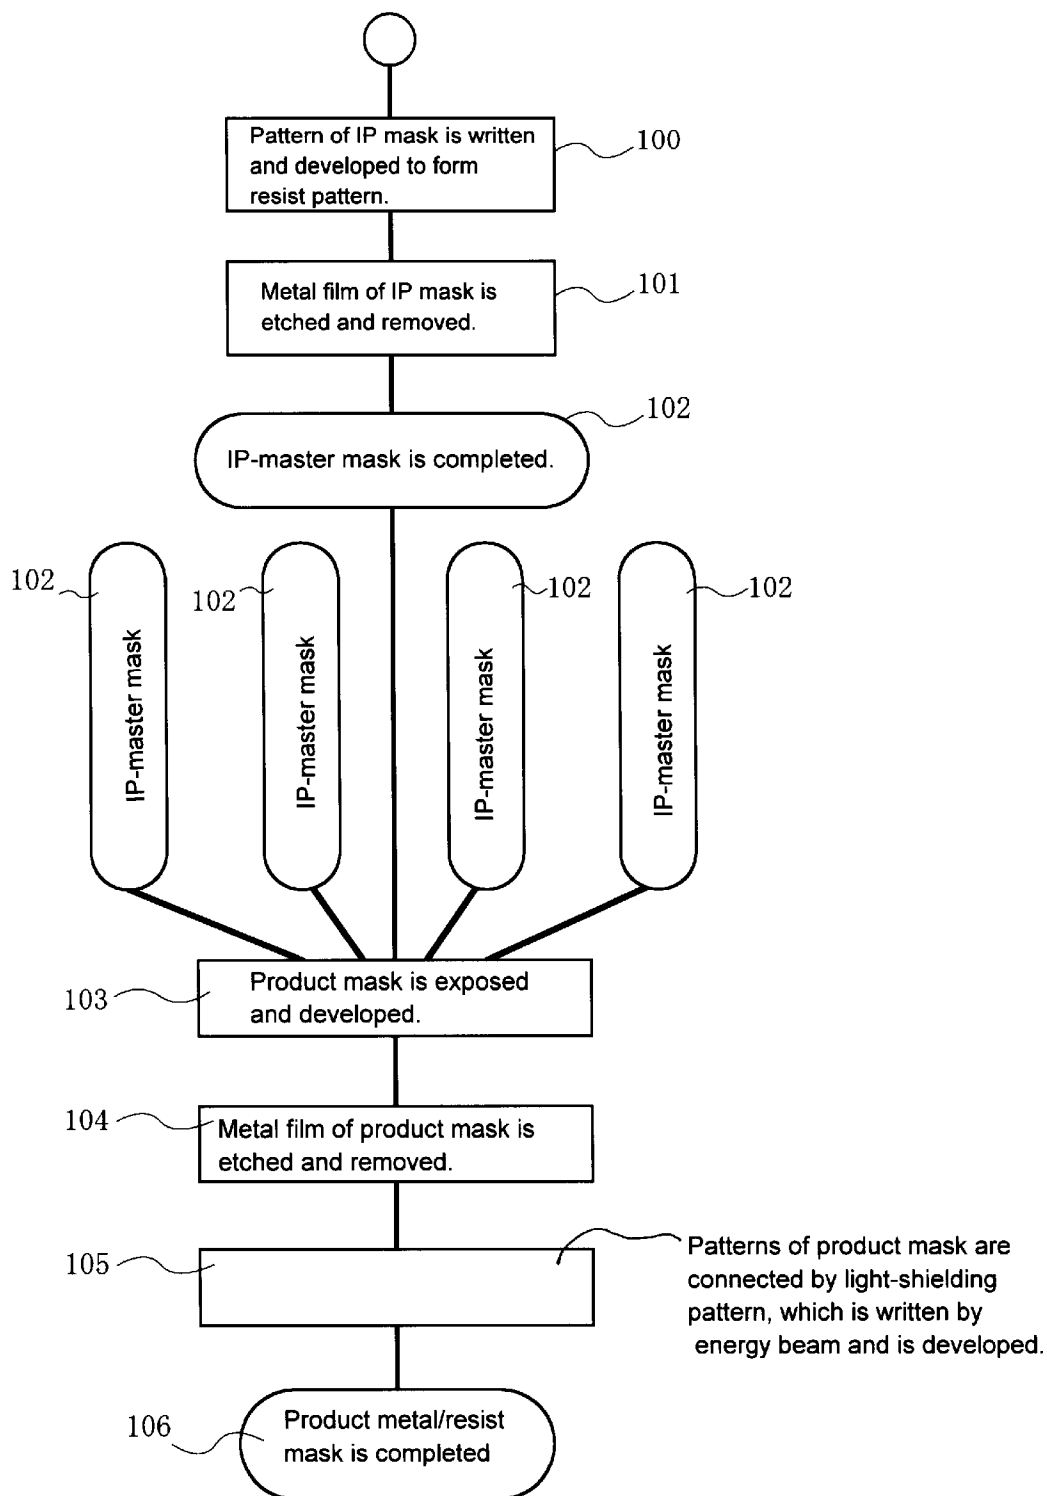 Pattern of IP mask is written
and developed to form
resist pattern.
100
Metal film of IP mask is
etched and removed.
101
102
IP-master mask is completed.
102
IP-master mask
102
IP-master mask
102
IP-master mask
102
IP-master mask
103
Product mask is exposed
and developed.
104
Metal film of product mask is
etched and removed.
105
Patterns of product mask are
connected by light-shielding
pattern, which is written by
energy beam and is developed.
106
Product metal/resist
mask is completed